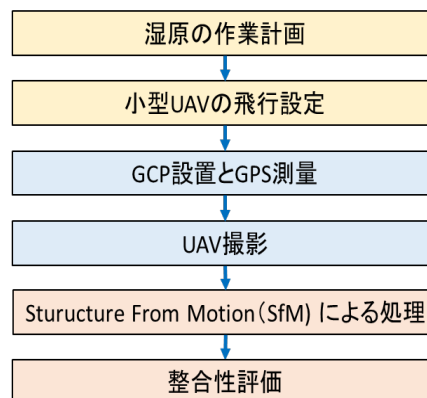 湿原の作業計画
小型UAVの飛行設定
GCP設置とGPS測量
UAV撮影
Sturucture From Motion（SfM) による処理
整合性評価